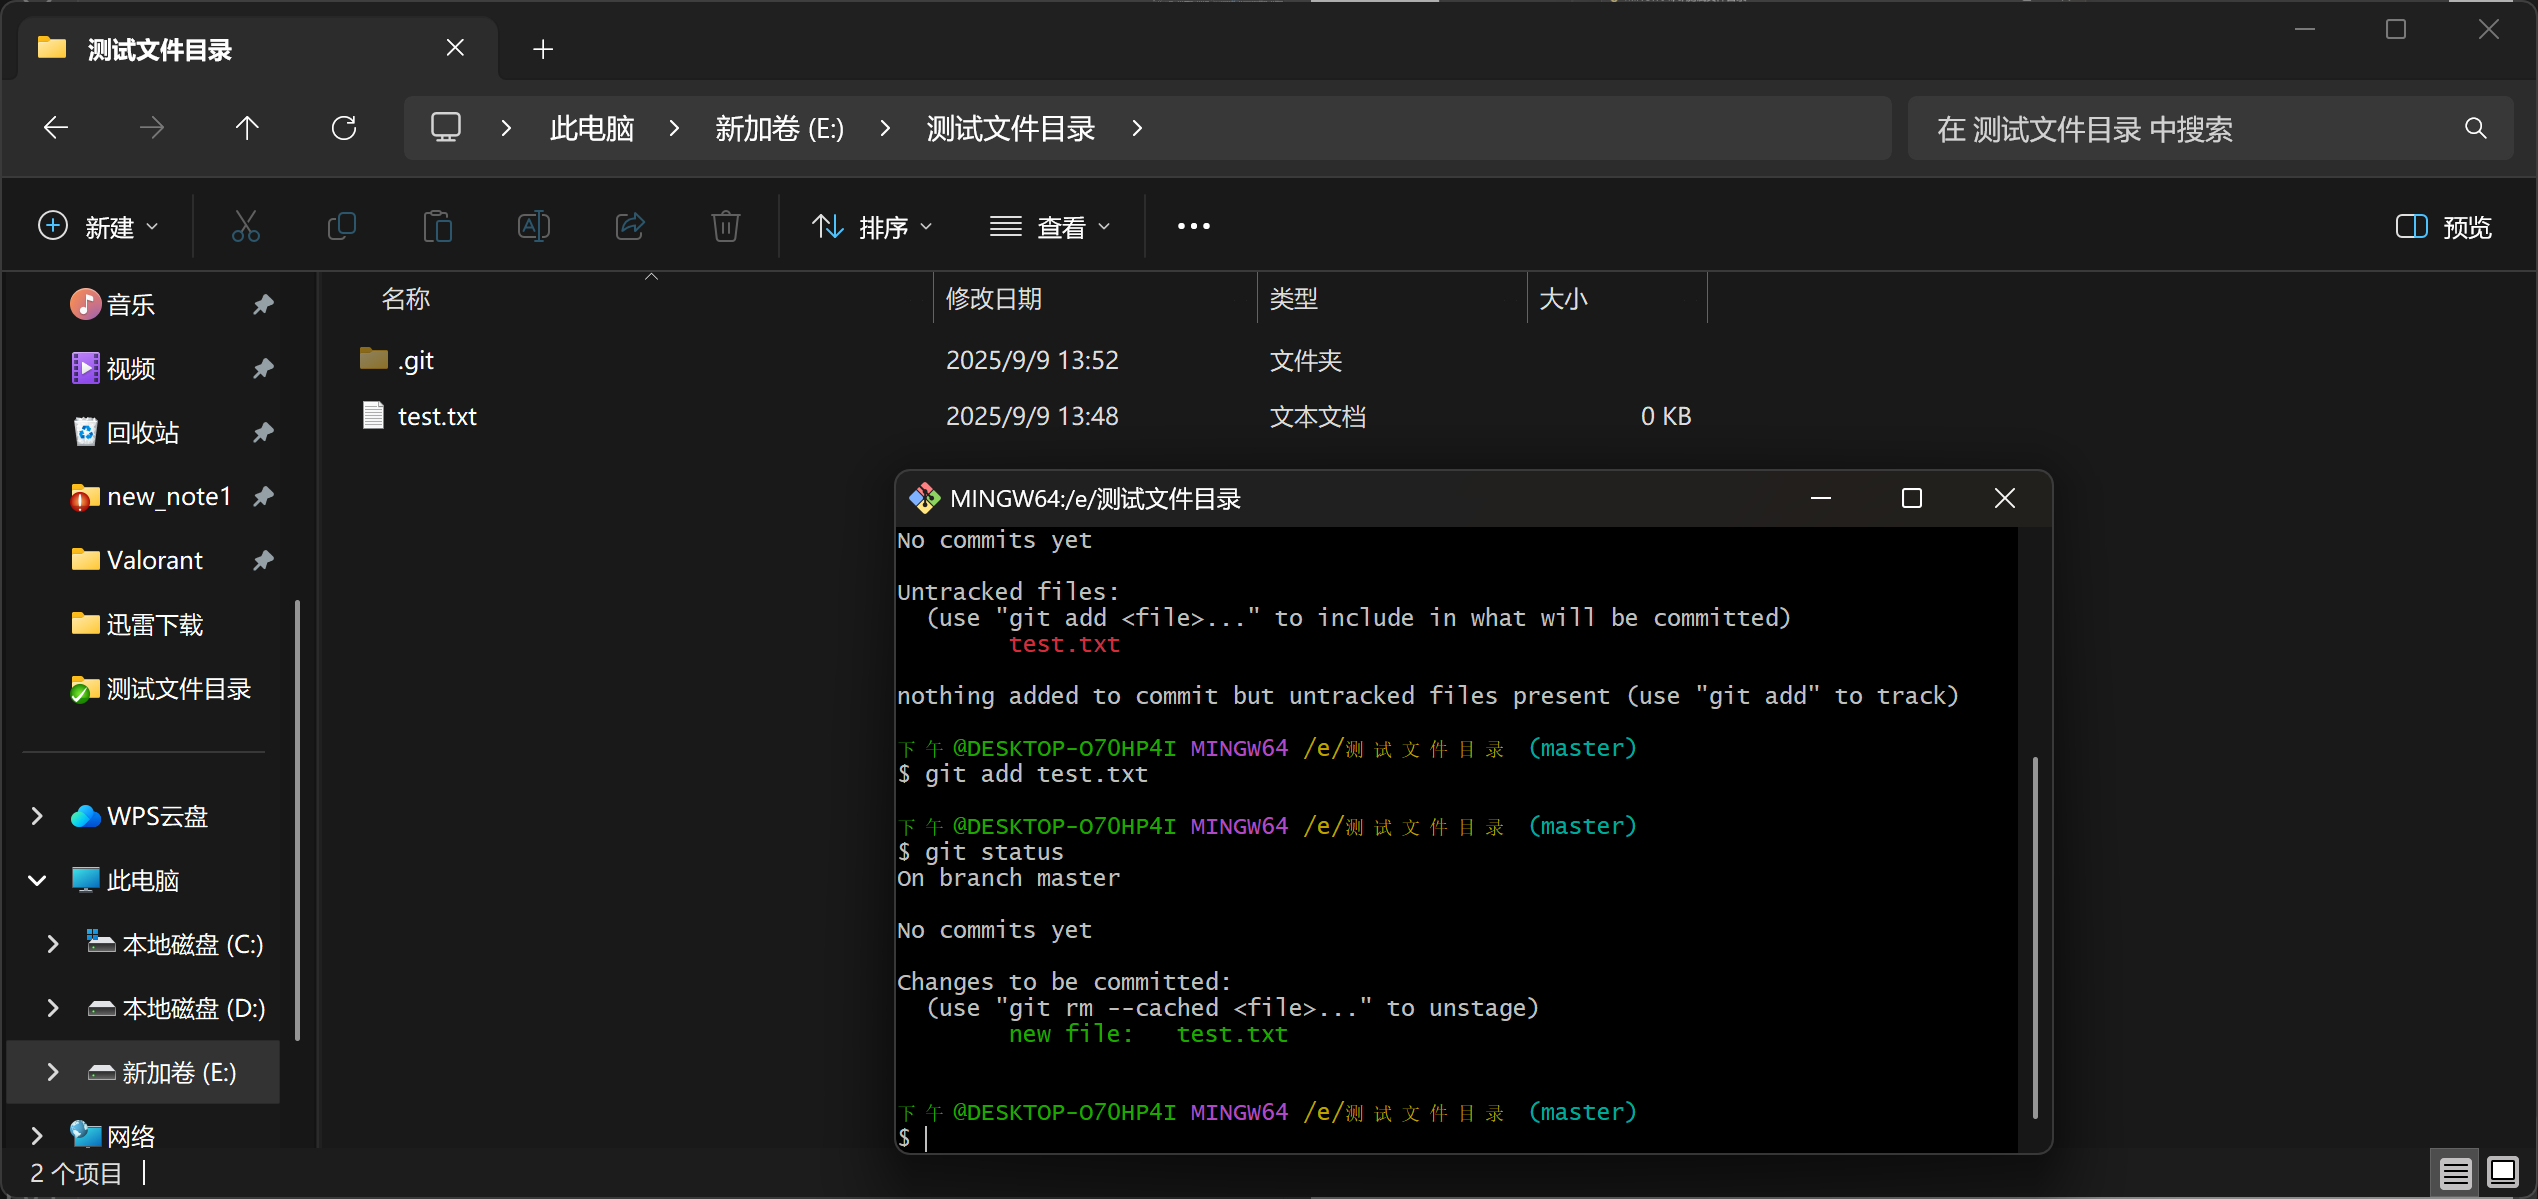 测试文件目录
此电脑 新加卷 (E:) 测试文件目录
在 测试文件目录 中搜索
新建 排序 查看 预览
名称 修改日期 类型 大小
.git 2025/9/9 13:52 文件夹
test.txt 2025/9/9 13:48 文本文档 0 KB
音乐
视频
回收站
new_note1
Valorant
迅雷下载
测试文件目录
WPS云盘
此电脑
本地磁盘 (C:)
本地磁盘 (D:)
新加卷 (E:)
网络
2 个项目
MINGW64:/e/测试文件目录
No commits yet
Untracked files:
(use "git add <file>..." to include in what will be committed)
test.txt
nothing added to commit but untracked files present (use "git add" to track)
下午@DESKTOP-O7OHP4I MINGW64 /e/测试文件目录 (master)
$ git add test.txt
下午@DESKTOP-O7OHP4I MINGW64 /e/测试文件目录 (master)
$ git status
On branch master
No commits yet
Changes to be committed:
(use "git rm --cached <file>..." to unstage)
new file: test.txt
下午@DESKTOP-O7OHP4I MINGW64 /e/测试文件目录 (master)
$